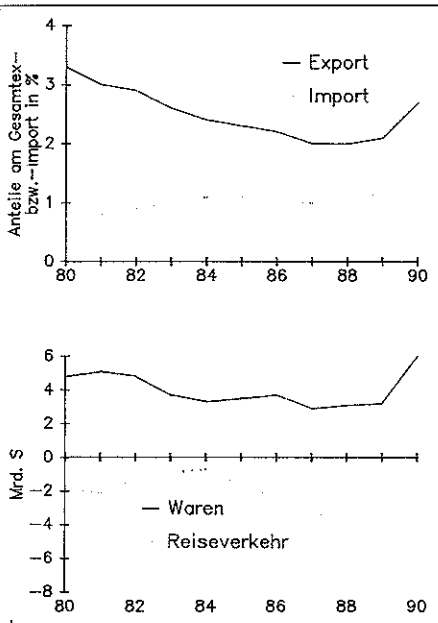 Anteile am Gesamtex-
bzw.-import in %
4
3
2
1
0
Export
Import
80 82 84 86 88 90
Mrd. S
6
4
2
0
-2
-4
-6
-8
Waren
Reiseverkehr
80 82 84 86 88 90